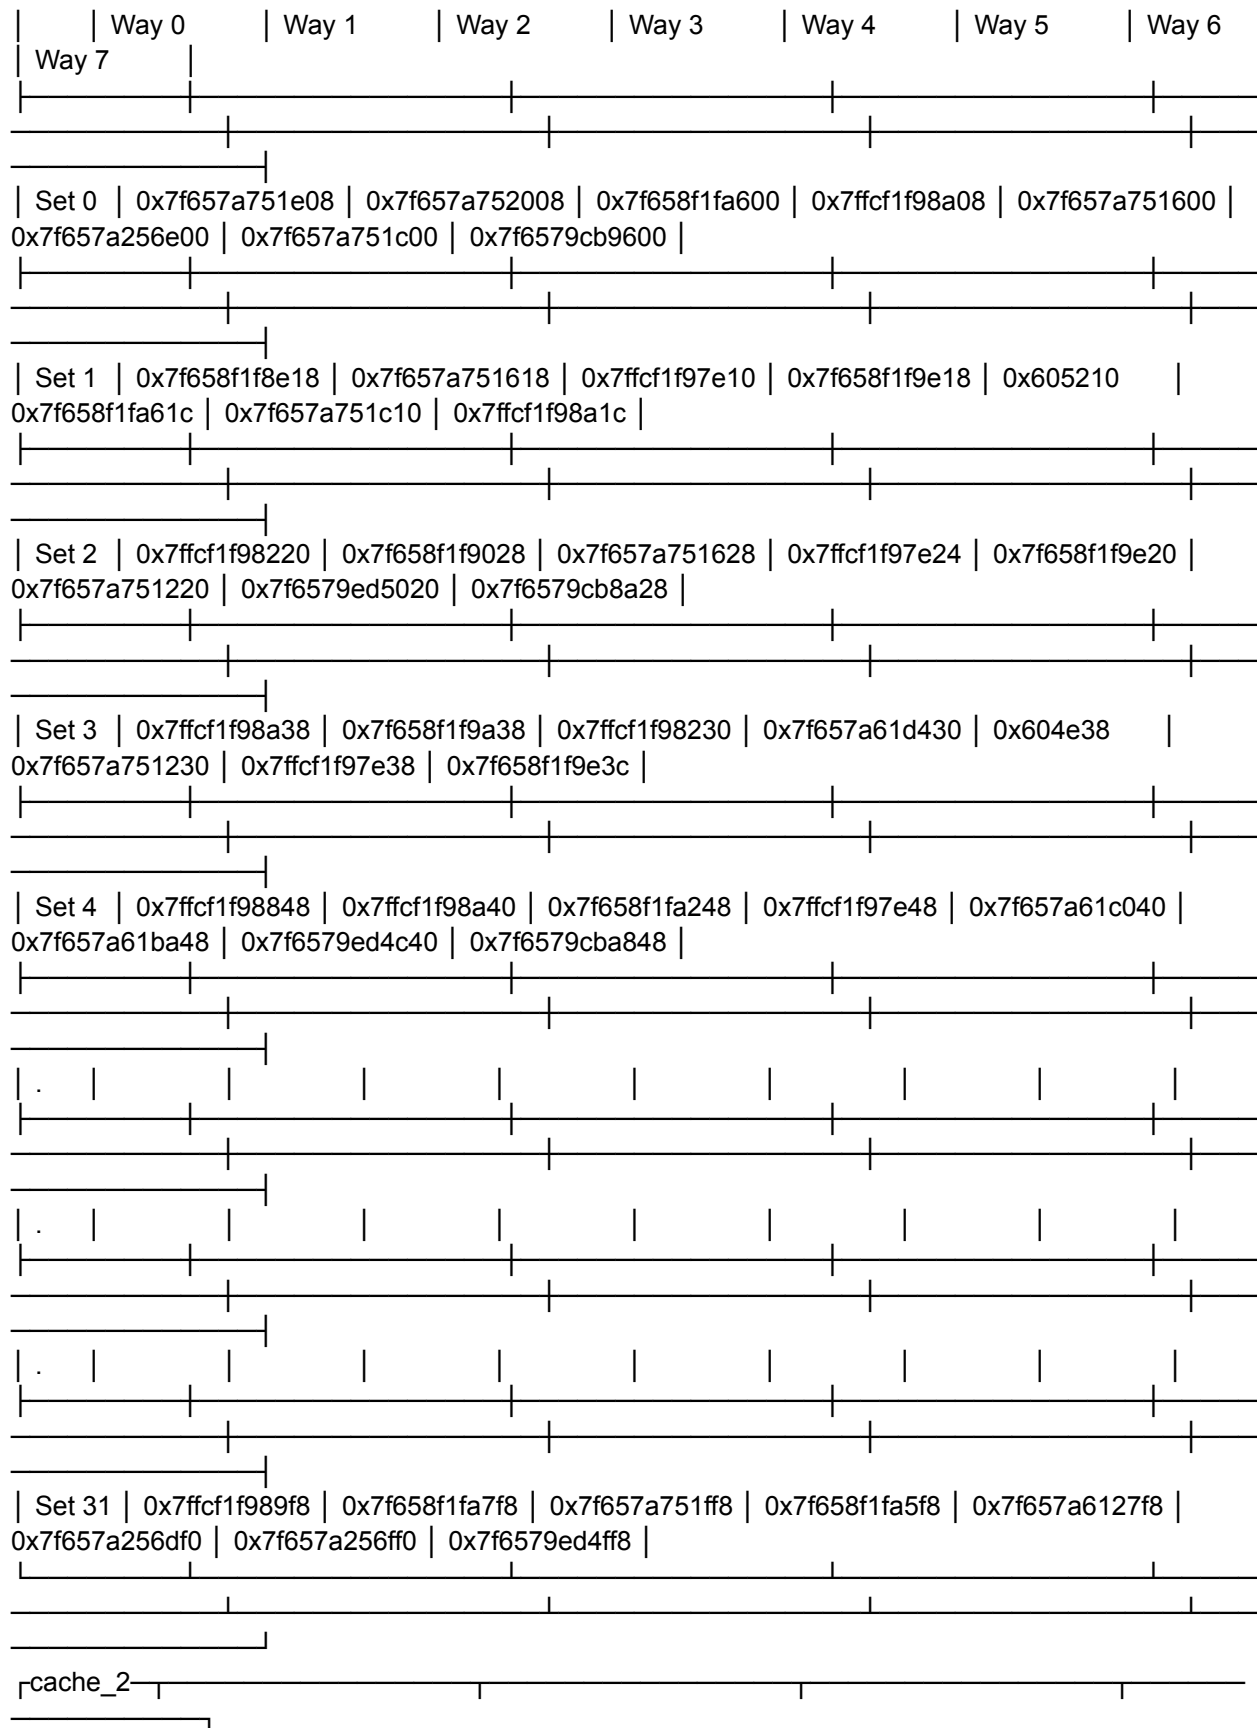 | | Way 0 | Way 1 | Way 2 | Way 3 | Way 4 | Way 5 | Way 6
| Way 7 |
| Set 0 | 0x7f657a751e08 | 0x7f657a752008 | 0x7f658f1fa600 | 0x7ffcf1f98a08 | 0x7f657a751600 |
0x7f657a256e00 | 0x7f657a751c00 | 0x7f6579cb9600 |
| Set 1 | 0x7f658f1f8e18 | 0x7f657a751618 | 0x7ffcf1f97e10 | 0x7f658f1f9e18 | 0x605210 |
0x7f658f1fa61c | 0x7f657a751c10 | 0x7ffcf1f98a1c |
| Set 2 | 0x7ffcf1f98220 | 0x7f658f1f9028 | 0x7f657a751628 | 0x7ffcf1f97e24 | 0x7f658f1f9e20 |
0x7f657a751220 | 0x7f6579ed5020 | 0x7f6579cb8a28 |
| Set 3 | 0x7ffcf1f98a38 | 0x7f658f1f9a38 | 0x7ffcf1f98230 | 0x7f657a61d430 | 0x604e38 |
0x7f657a751230 | 0x7ffcf1f97e38 | 0x7f658f1f9e3c |
| Set 4 | 0x7ffcf1f98848 | 0x7ffcf1f98a40 | 0x7f658f1fa248 | 0x7ffcf1f97e48 | 0x7f657a61c040 |
0x7f657a61ba48 | 0x7f6579ed4c40 | 0x7f6579cba848 |
| . | | | | | | | | |
| . | | | | | | | | |
| . | | | | | | | | |
| Set 31 | 0x7ffcf1f989f8 | 0x7f658f1fa7f8 | 0x7f657a751ff8 | 0x7f658f1fa5f8 | 0x7f657a6127f8 |
0x7f657a256df0 | 0x7f657a256ff0 | 0x7f6579ed4ff8 |
cache_2